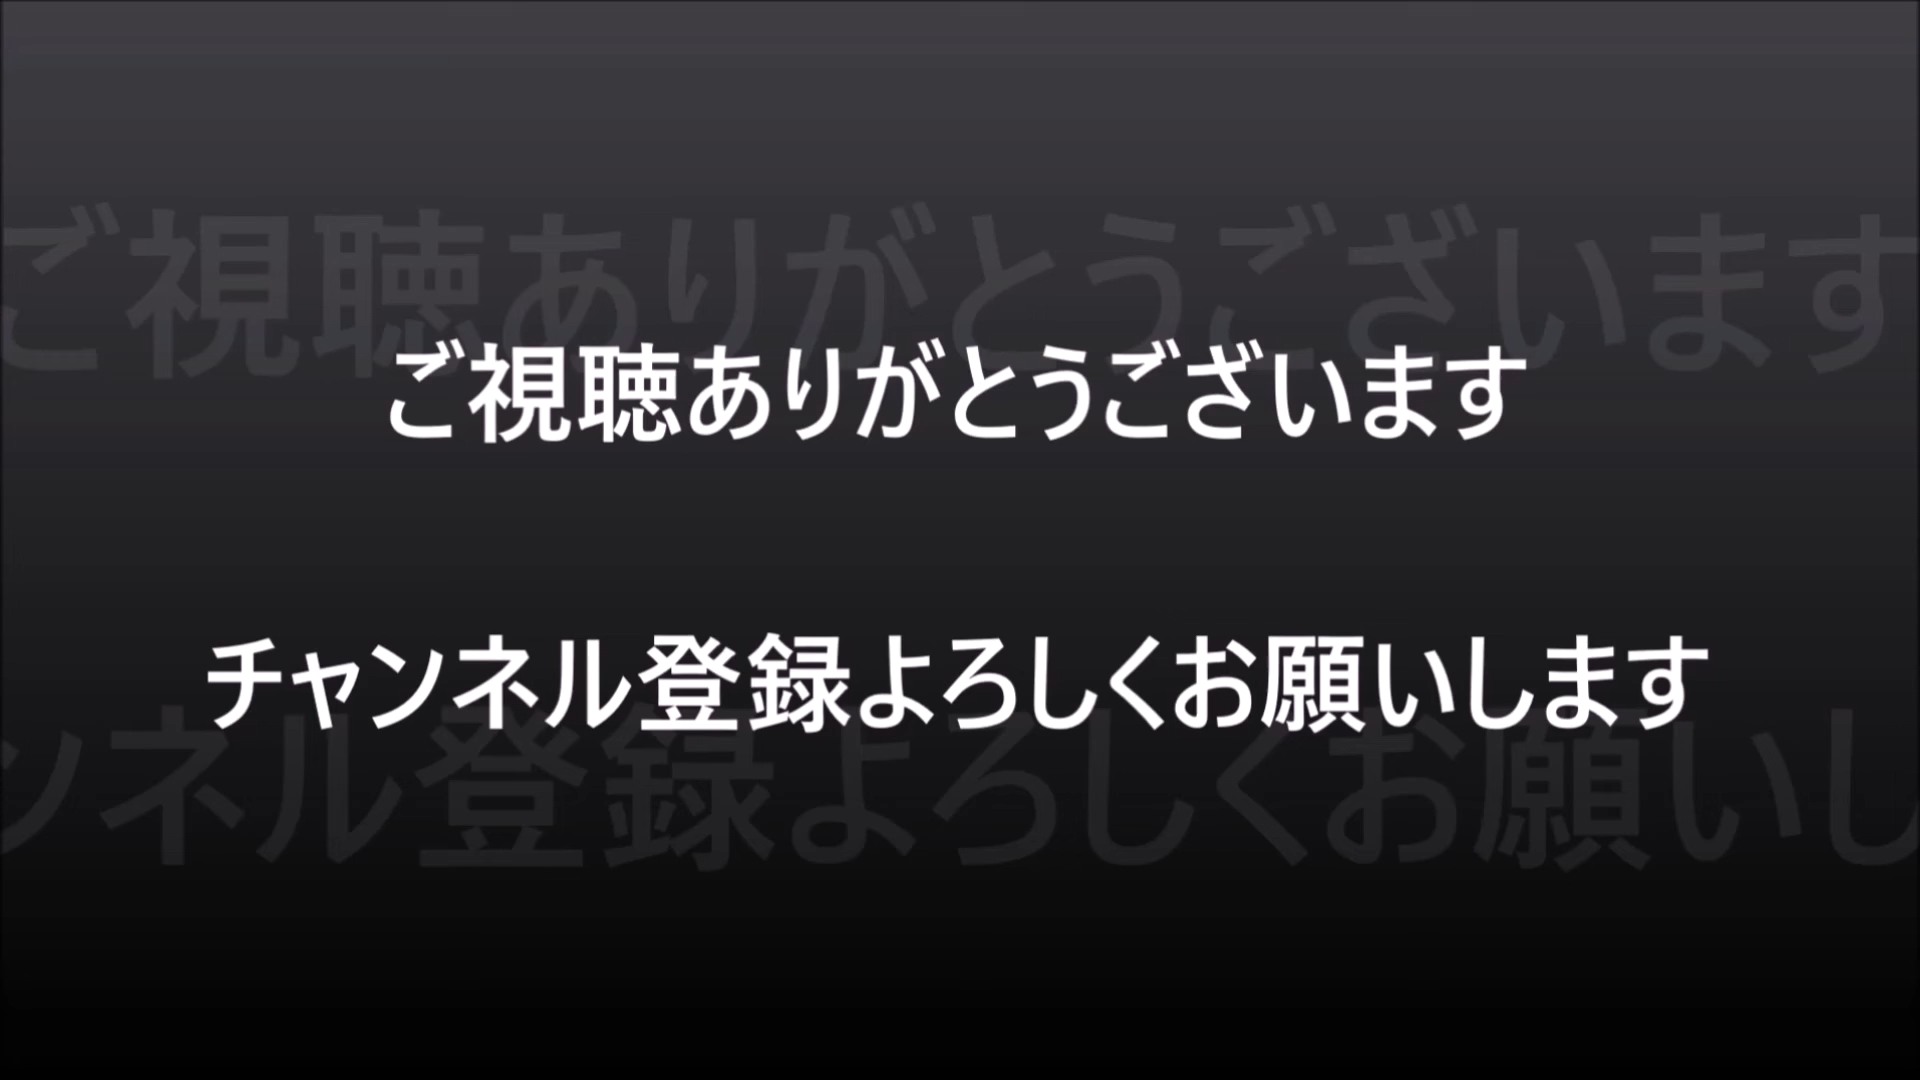 ご視聴ありがとうございます
ご視聴ありがとうございます
チャンネル登録よろしくお願いします
ンネル登録よろしくお願いし